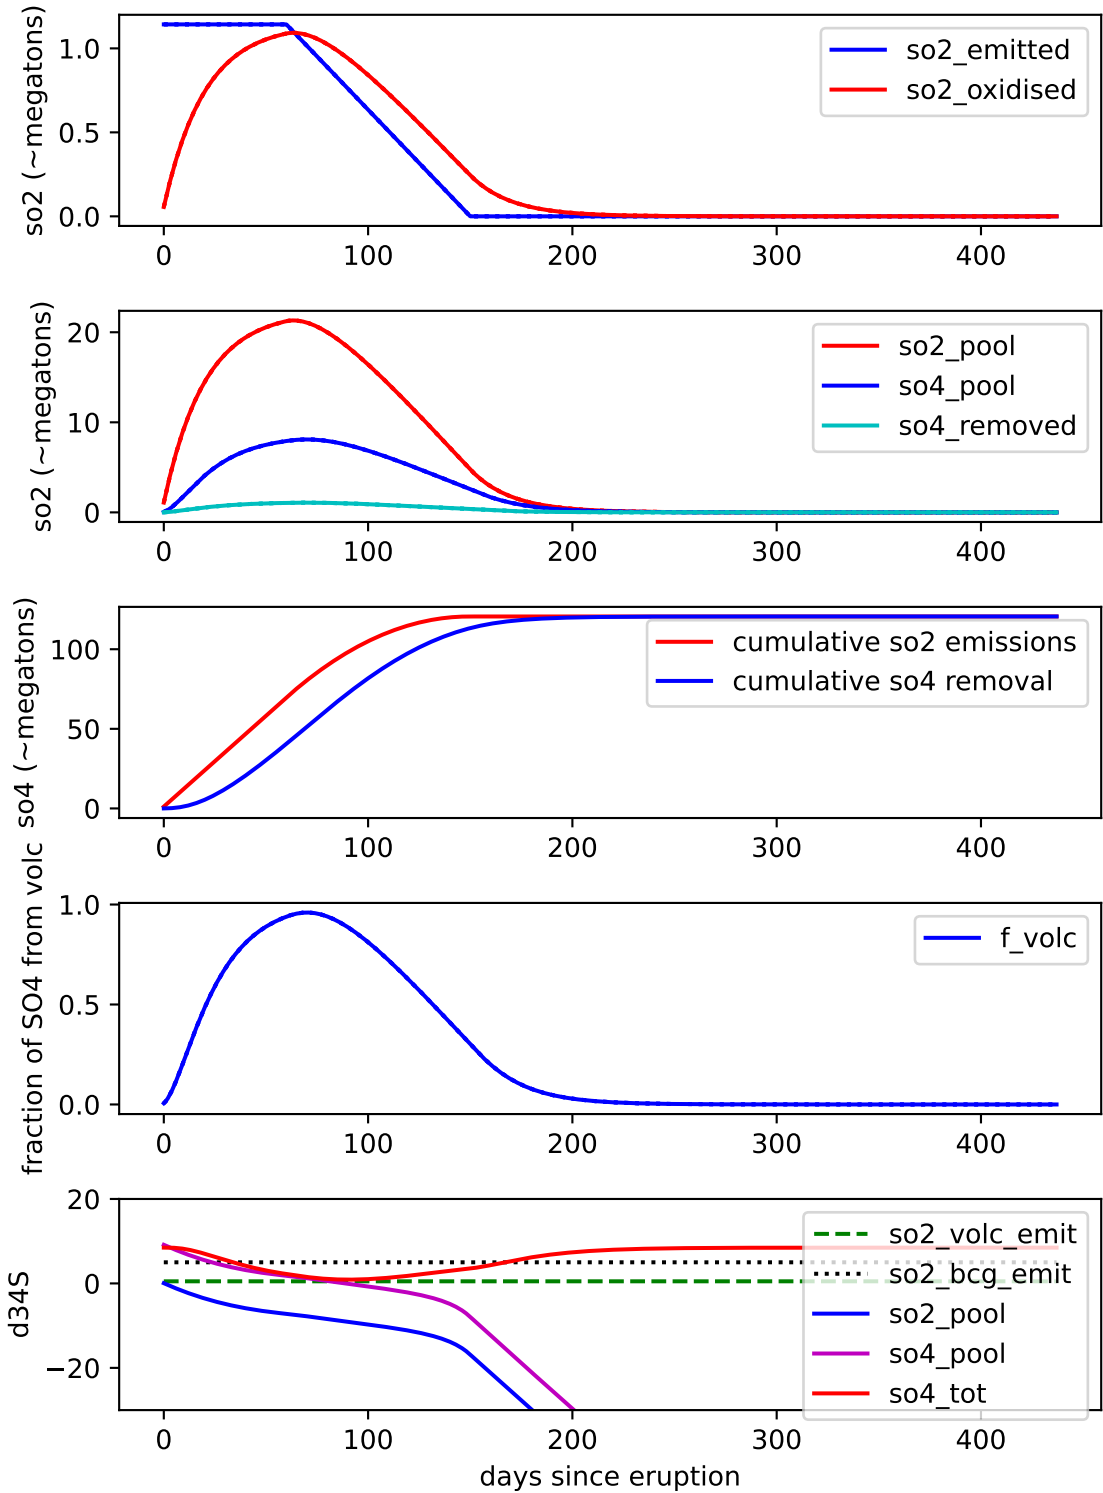 so2 (~megatons)
1.0
0.5
0.0
so2_emitted
so2_oxidised
0
100
200
300
400
so2 (~megatons)
20
10
0
so2_pool
so4_pool
so4_removed
0
100
200
300
400
so4 (~megatons)
100
50
0
cumulative so2 emissions
cumulative so4 removal
0
100
200
300
400
fraction of SO4 from volc
1.0
0.5
0.0
f_volc
0
100
200
300
400
d34S
20
0
−20
so2_volc_emit
so2_bcg_emit
so2_pool
so4_pool
so4_tot
0
100
200
300
400
days since eruption